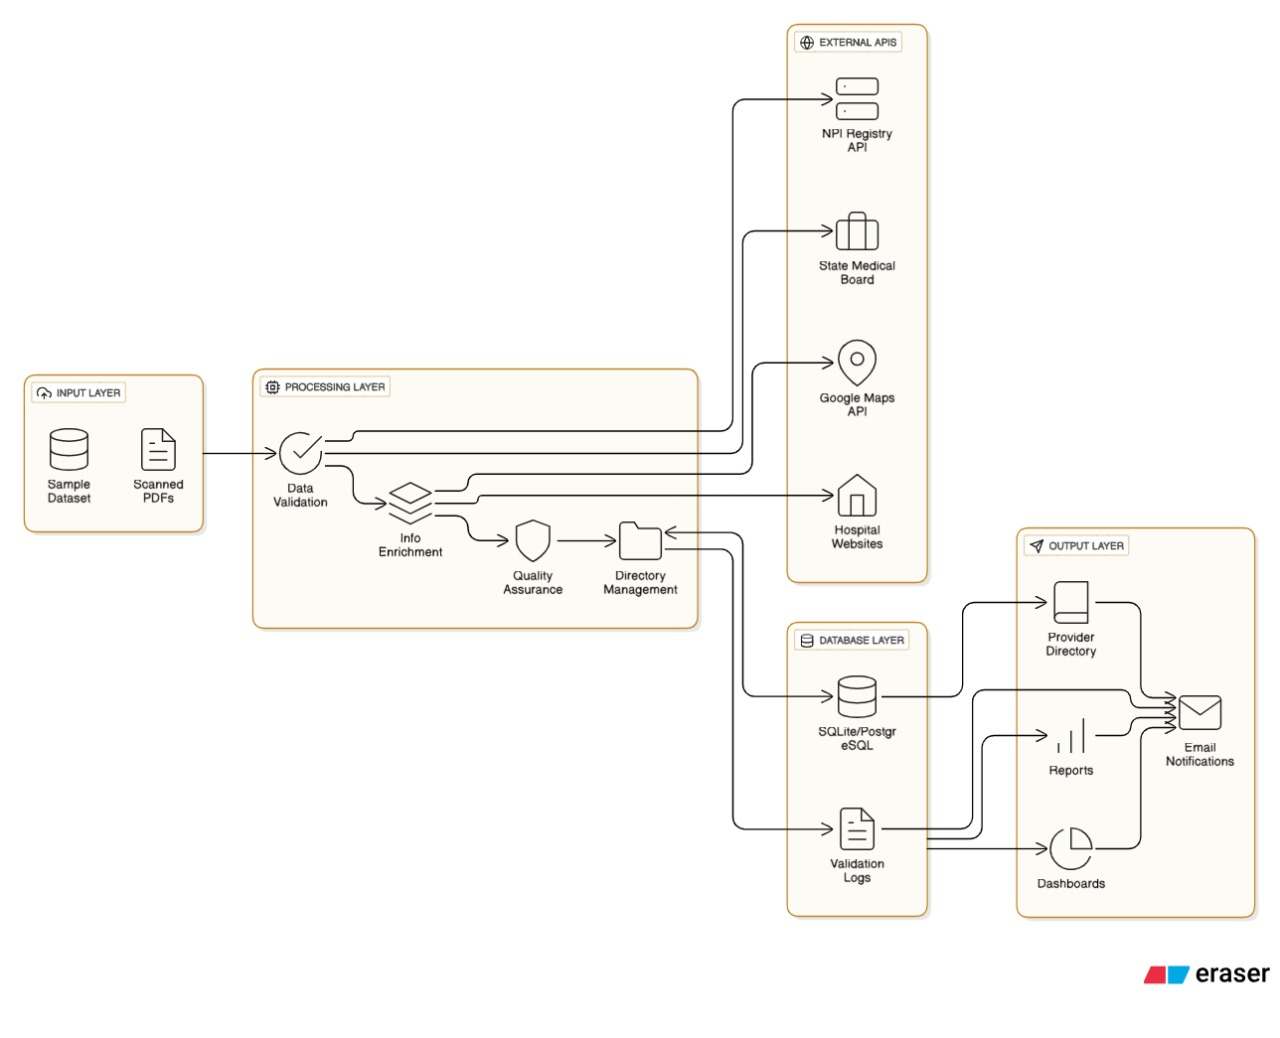 EXTERNAL APIS
NPI Registry
API
State Medical
Board
Google Maps
API
Hospital
Websites
INPUT LAYER
Sample
Dataset
Scanned
PDFs
PROCESSING LAYER
Data
Validation
Info
Enrichment
Quality
Assurance
Directory
Management
DATABASE LAYER
SQLite/Postgr
eSQL
Validation
Logs
OUTPUT LAYER
Provider
Directory
Reports
Dashboards
Email
Notifications
eraser